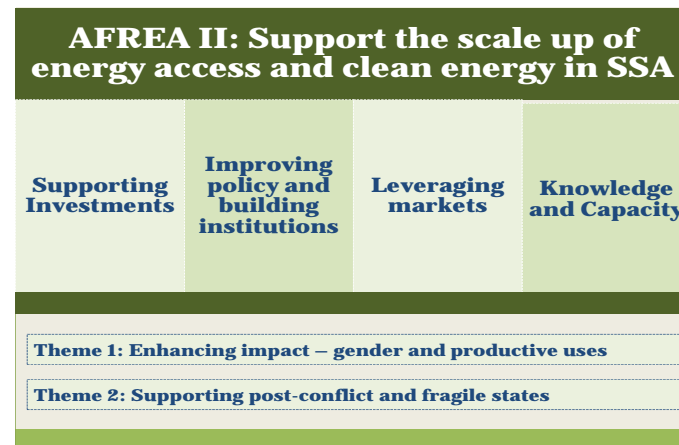 AFREA II: Support the scale up of
energy access and clean energy in SSA
Supporting
Investments
Improving
policy and
building
institutions
Leveraging
markets
Knowledge
and Capacity
Theme 1: Enhancing impact – gender and productive uses
Theme 2: Supporting post-conflict and fragile states